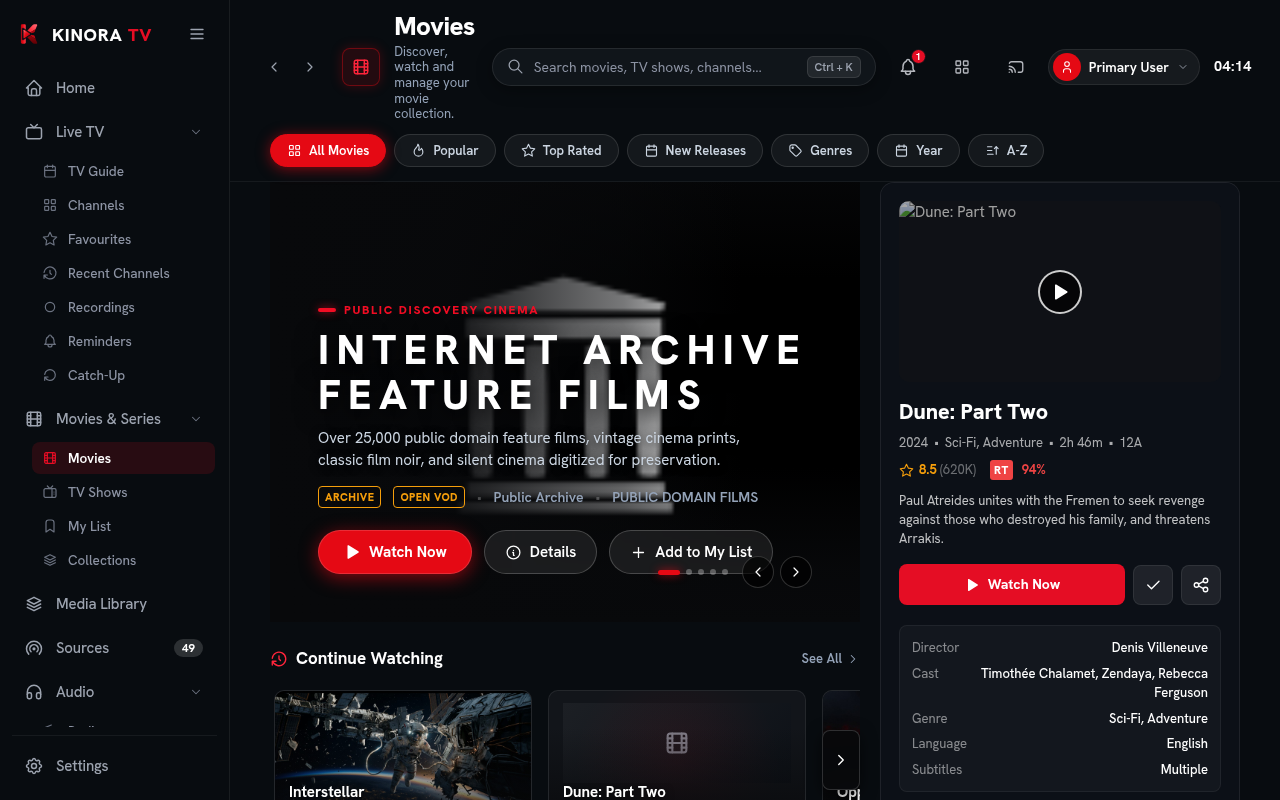 KINORA TV
Home
Live TV
TV Guide
Channels
Favourites
Recent Channels
Recordings
Reminders
Catch-Up
Movies & Series
Movies
TV Shows
My List
Collections
Media Library
Sources
49
Audio
Settings
Movies
Discover,
watch and
manage your
movie
collection.
Search movies, TV shows, channels...
Ctrl + K
1
Primary User
04:14
All Movies
Popular
Top Rated
New Releases
Genres
Year
A-Z
PUBLIC DISCOVERY CINEMA
INTERNET ARCHIVE
FEATURE FILMS
Over 25,000 public domain feature films, vintage cinema prints,
classic film noir, and silent cinema digitized for preservation.
ARCHIVE OPEN VOD • Public Archive • PUBLIC DOMAIN FILMS
Watch Now
Details
Add to My List
Continue Watching
See All
Interstellar
Dune: Part Two
Opp
Dune: Part Two
Dune: Part Two
2024 • Sci-Fi, Adventure • 2h 46m • 12A
8.5 (620K) RT 94%
Paul Atreides unites with the Fremen to seek revenge
against those who destroyed his family, and threatens
Arrakis.
Watch Now
Director Denis Villeneuve
Cast Timothée Chalamet, Zendaya, Rebecca
Ferguson
Genre Sci-Fi, Adventure
Language English
Subtitles Multiple